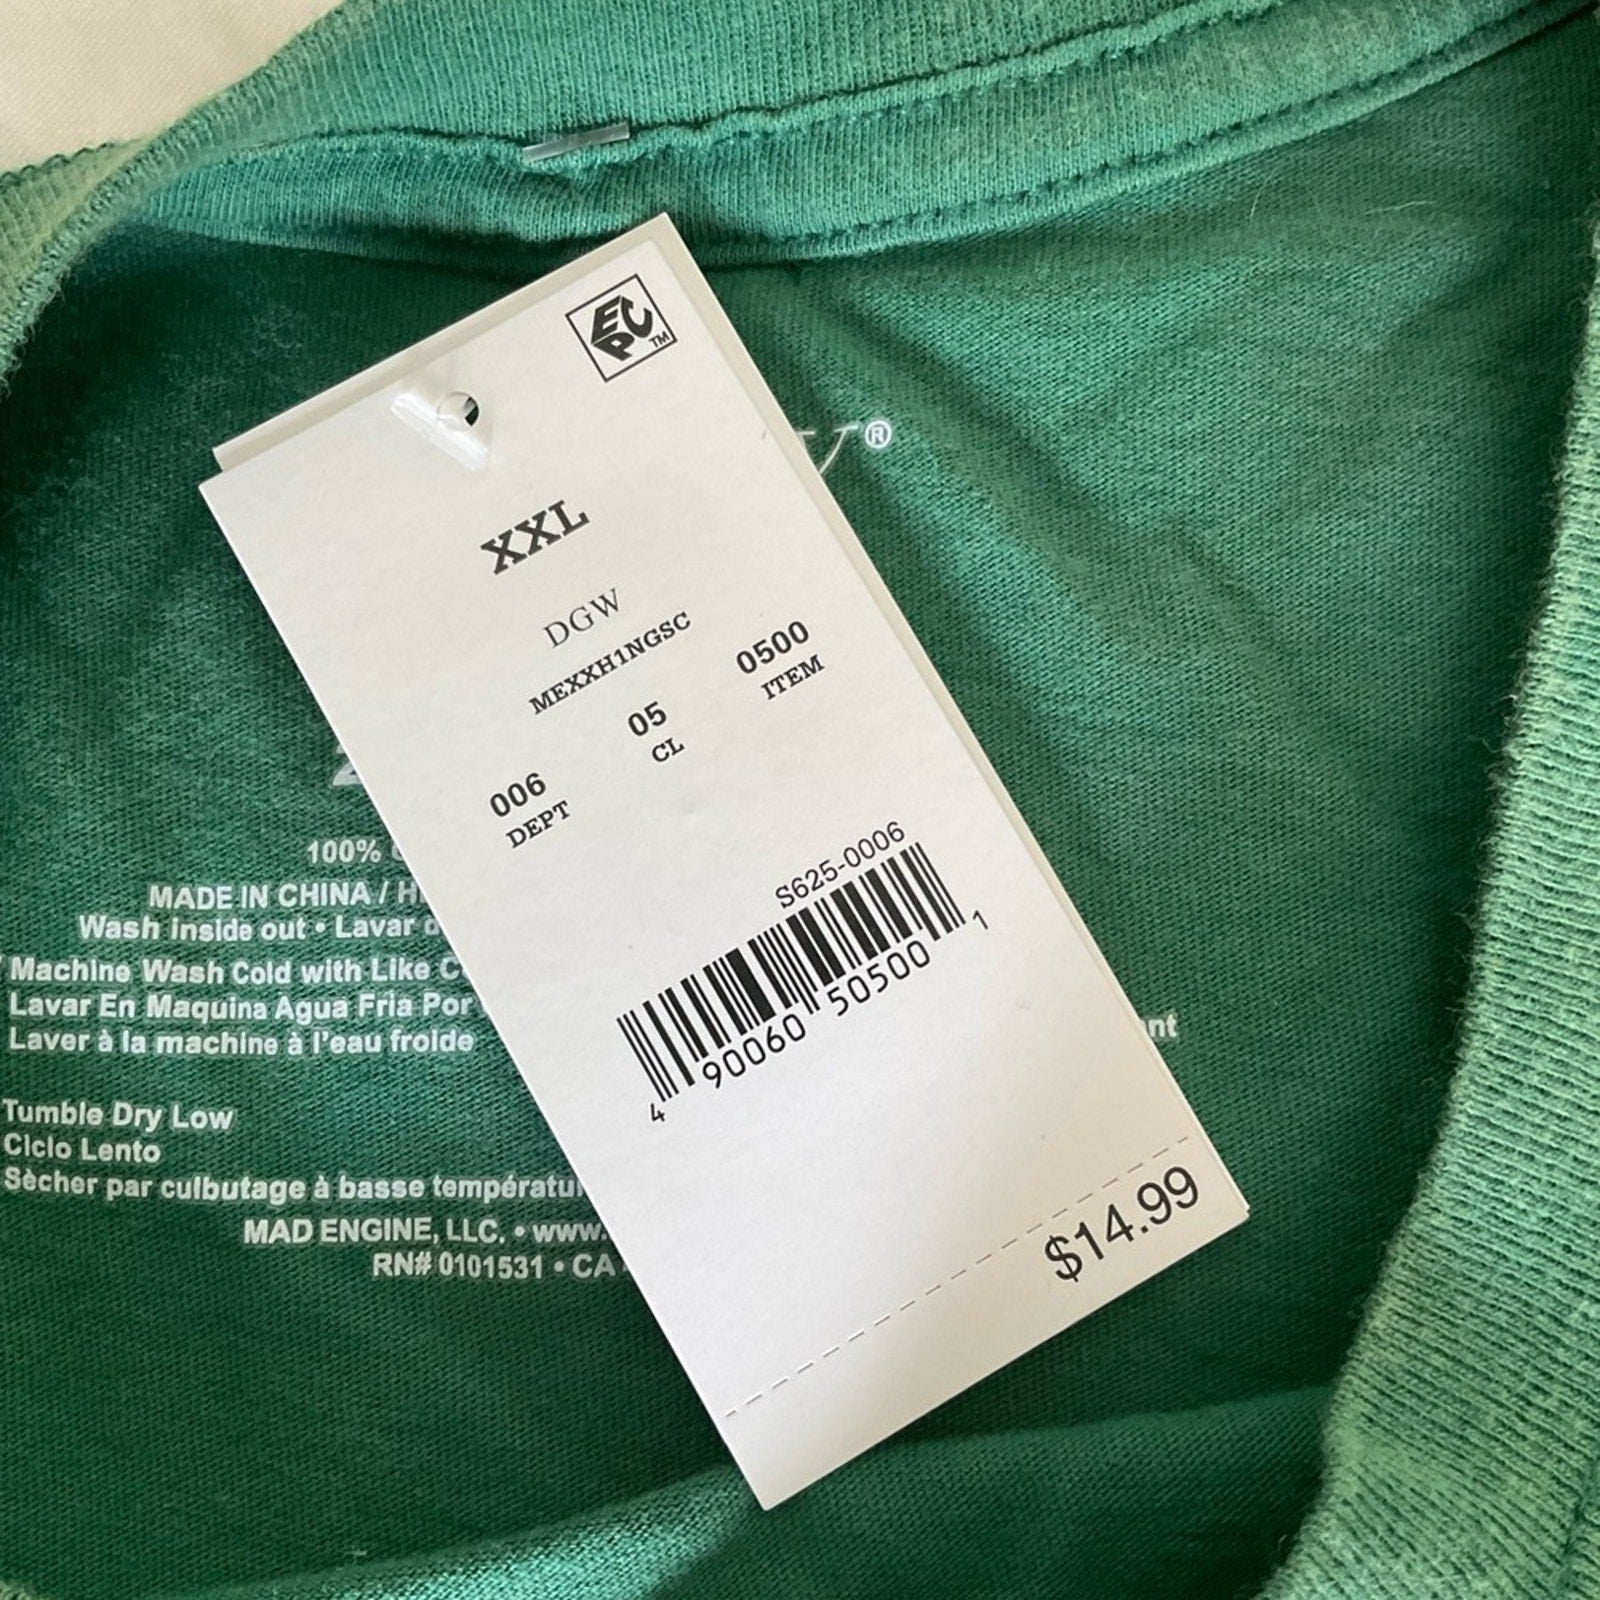 EPC™
XXL
DGW
MEXXH1NGSC
006 05 0500
DEPT CL ITEM
S625-0006
4 90060 50500 1
$14.99
®
100%
MADE IN CHINA /
Wash inside out • Lavar
Machine Wash Cold with Like
Lavar En Maquina Agua Fria Por
Laver à la machine à l'eau froide
Tumble Dry Low
Ciclo Lento
Sècher par culbutage à basse
MAD ENGINE, LLC. • www.
RN# 0101531 • CA